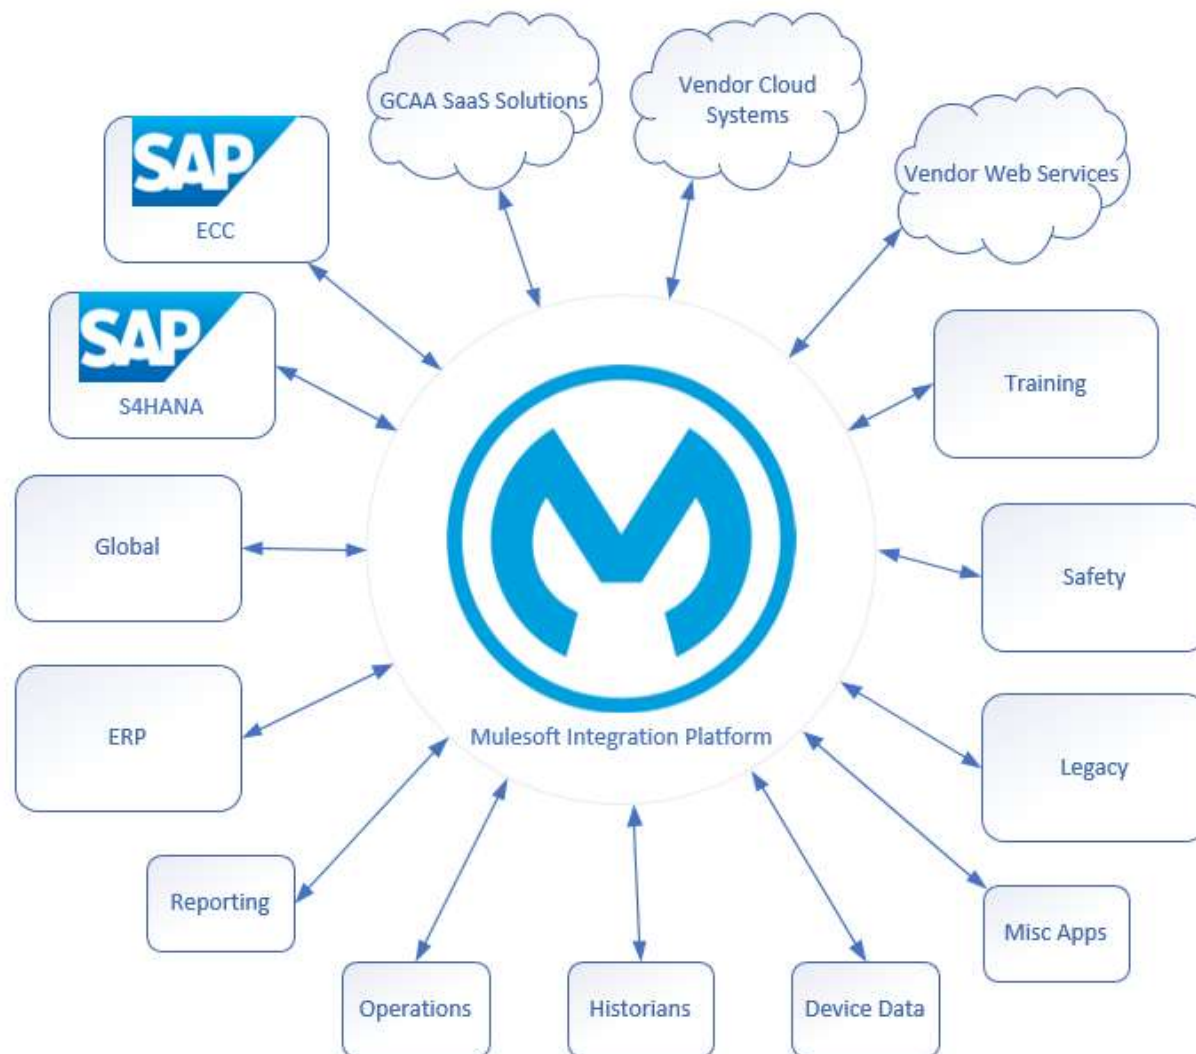 GCAA SaaS Solutions
Vendor Cloud
Systems
Vendor Web Services
SAP
ECC
SAP
S4HANA
Training
Global
Safety
ERP
Mulesoft Integration Platform
Legacy
Reporting
Misc Apps
Operations
Historians
Device Data